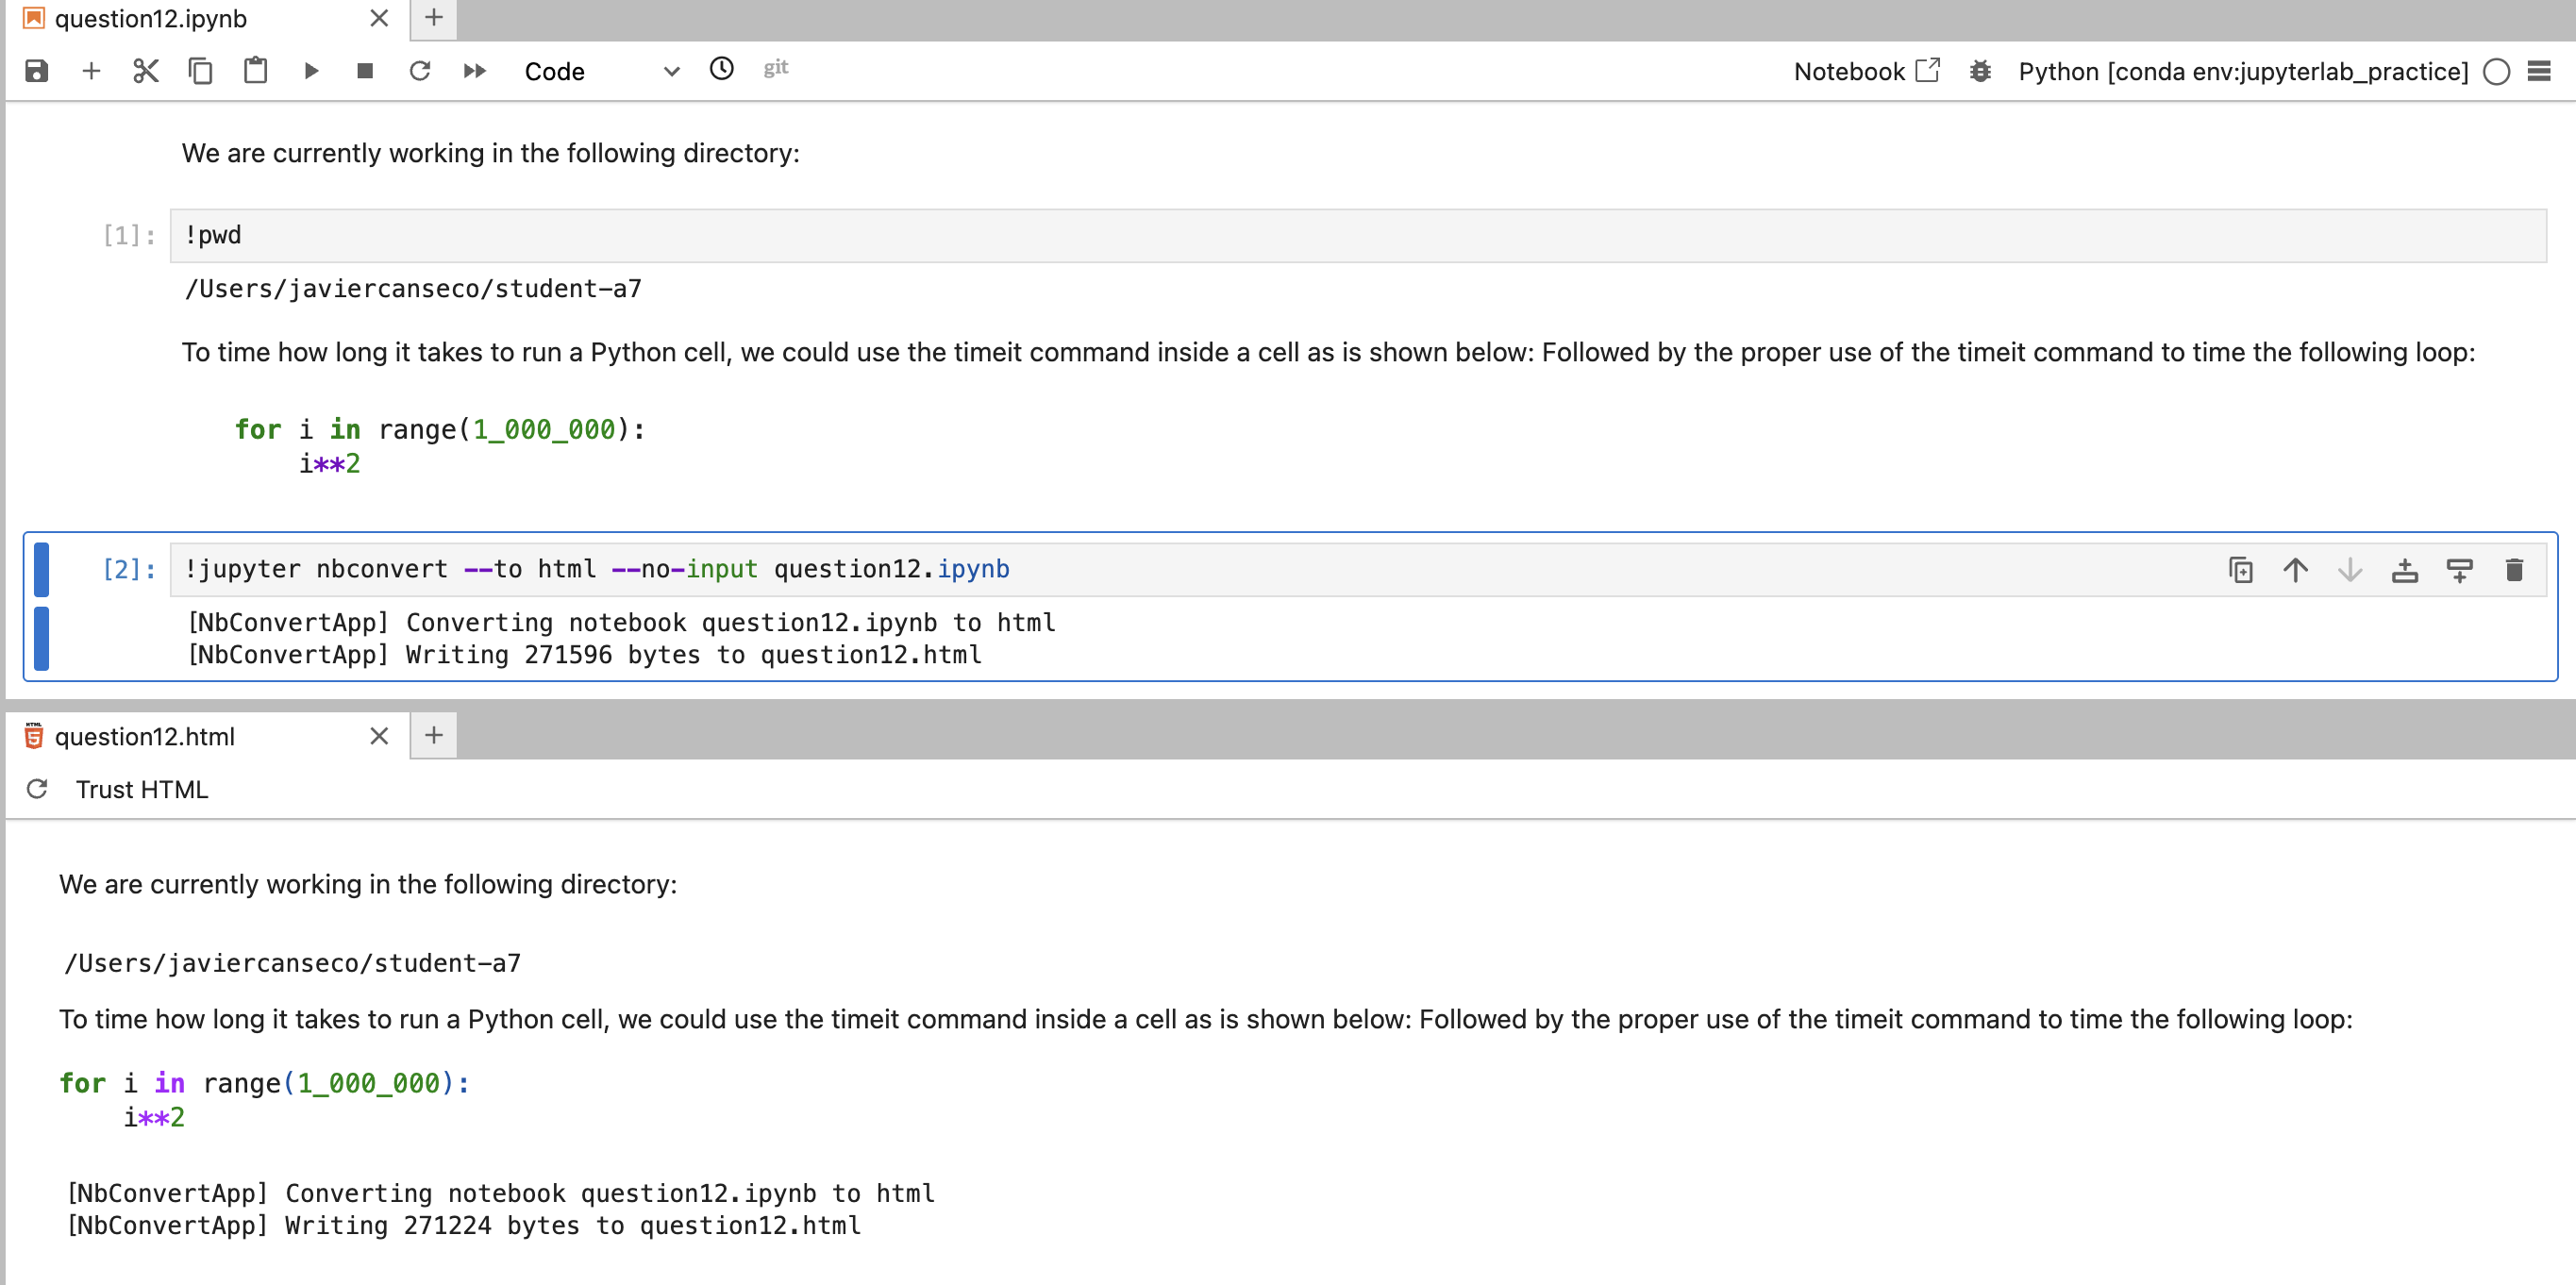 question12.ipynb
Code
git
Notebook
Python [conda env:jupyterlab_practice]
We are currently working in the following directory:
[1]:
!pwd
/Users/javiercanseco/student-a7
To time how long it takes to run a Python cell, we could use the timeit command inside a cell as is shown below: Followed by the proper use of the timeit command to time the following loop:
for i in range(1_000_000):
    i**2
[2]:
!jupyter nbconvert --to html --no-input question12.ipynb
[NbConvertApp] Converting notebook question12.ipynb to html
[NbConvertApp] Writing 271596 bytes to question12.html
question12.html
Trust HTML
We are currently working in the following directory:
/Users/javiercanseco/student-a7
To time how long it takes to run a Python cell, we could use the timeit command inside a cell as is shown below: Followed by the proper use of the timeit command to time the following loop:
for i in range(1_000_000):
    i**2
[NbConvertApp] Converting notebook question12.ipynb to html
[NbConvertApp] Writing 271224 bytes to question12.html